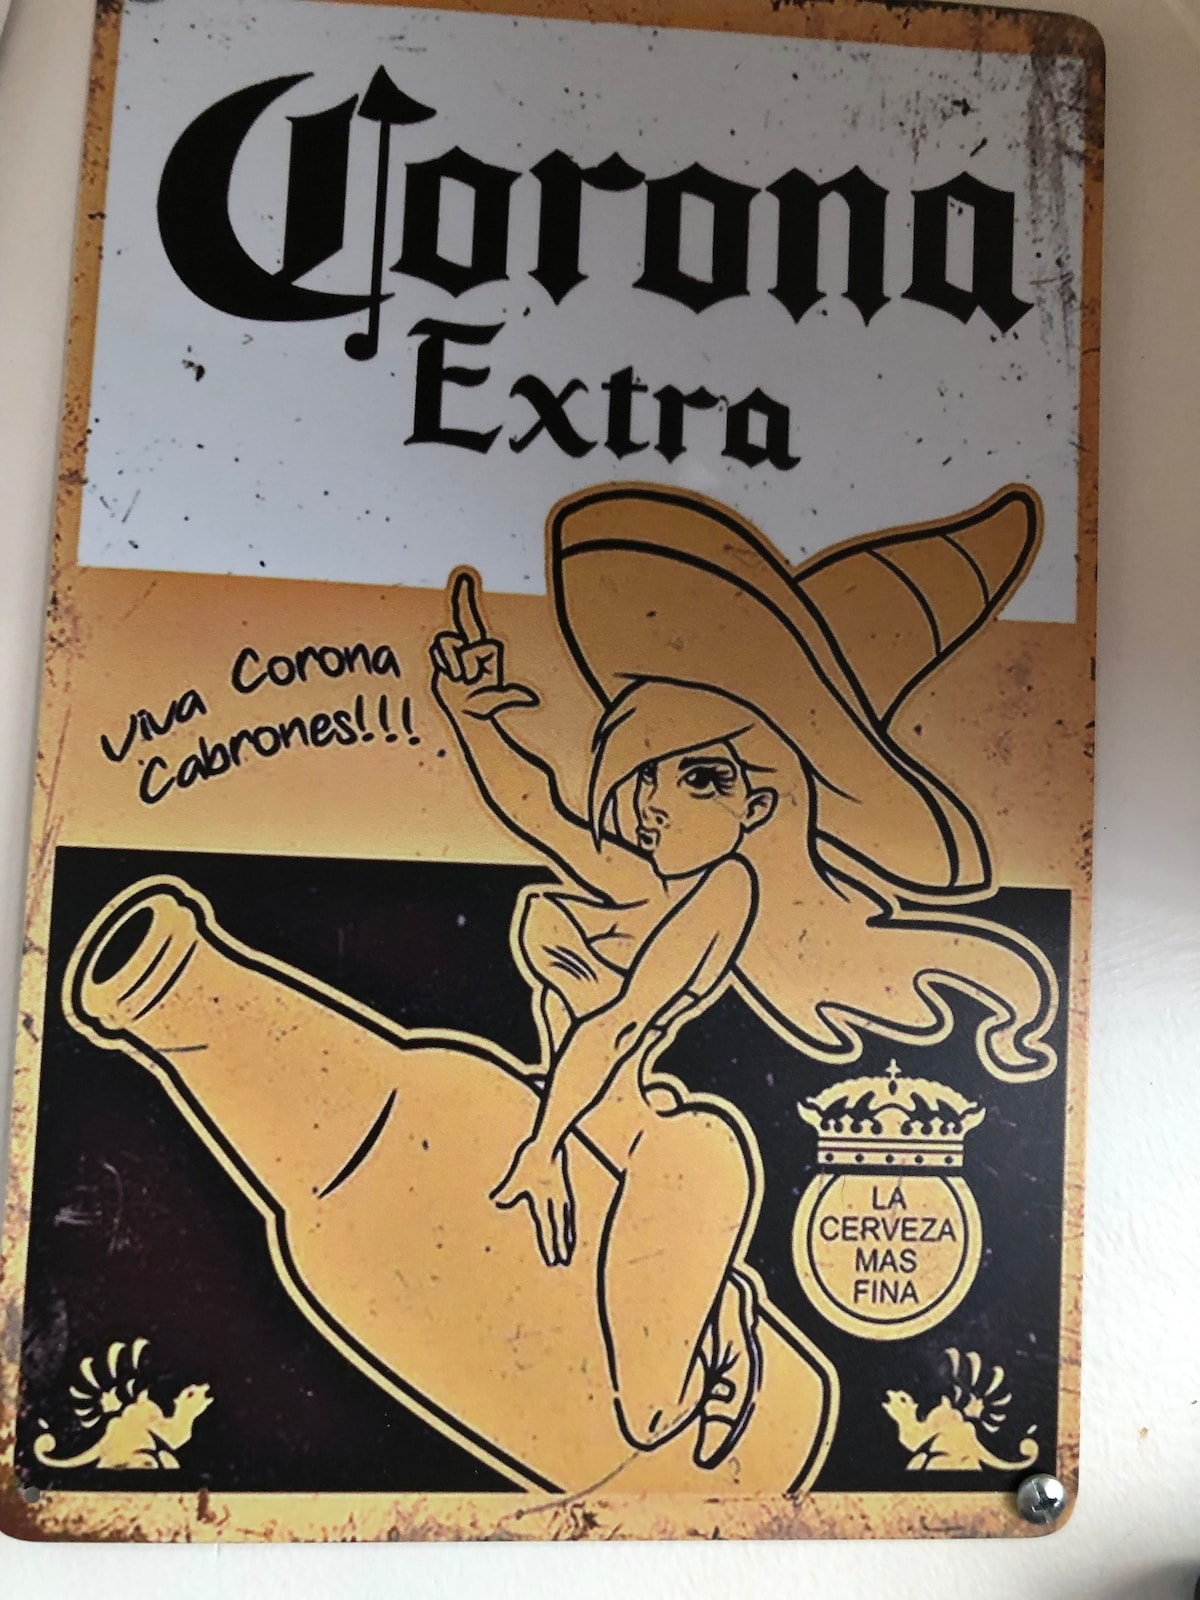 Corona
Extra
Viva Corona
Cabrones!!!
LA
CERVEZA
MAS
FINA